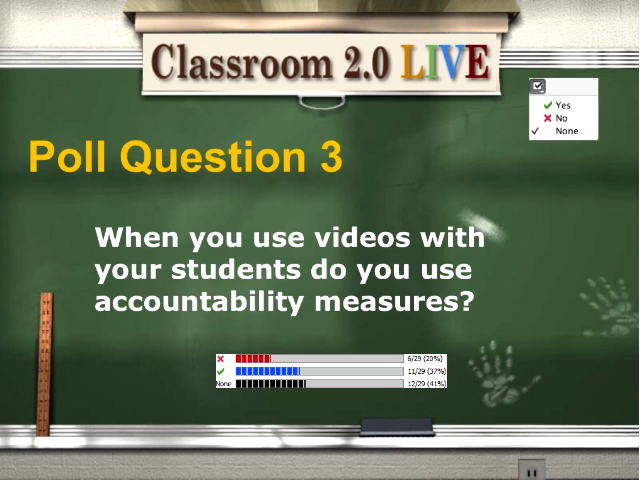 Classroom 2.0 LIVE
Yes
No
None
Poll Question 3
When you use videos with
your students do you use
accountability measures?
6/29 (20%)
11/29 (37%)
None 12/29 (41%)